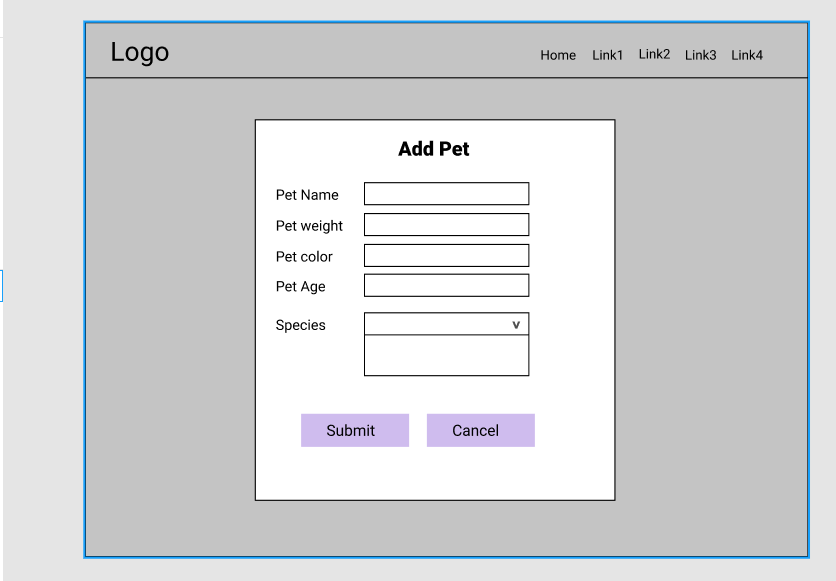 Logo
Home Link1 Link2 Link3 Link4
Add Pet
Pet Name
Pet weight
Pet color
Pet Age
Species v
Submit Cancel